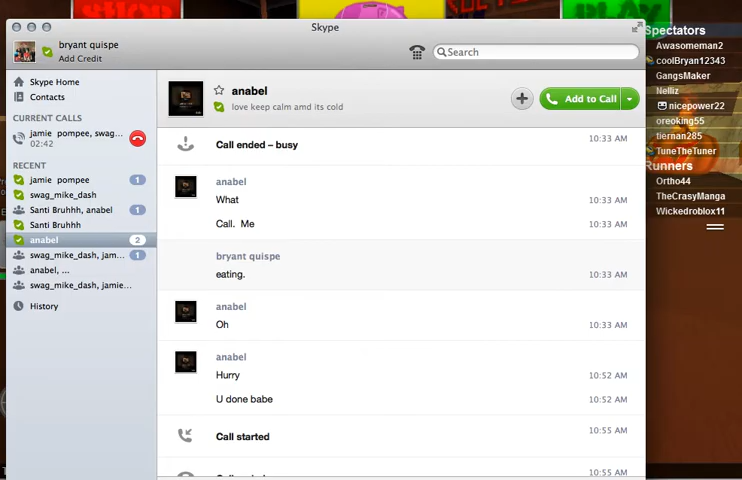 SHOP
PLAY
Skype
bryant quispe
Add Credit
Search
Skype Home
Contacts
CURRENT CALLS
jamie pompee, swag...
02:42
RECENT
jamie pompee
1
swag_mike_dash
Santi Bruhhh, anabel
1
Santi Bruhhh
anabel
2
swag_mike_dash, jam...
1
anabel, ...
swag_mike_dash, jamie...
History
anabel
love keep calm amd its cold
Add to Call
Call ended – busy
10:33 AM
anabel
What
10:33 AM
Call. Me
10:33 AM
bryant quispe
eating.
10:33 AM
anabel
Oh
10:33 AM
anabel
Hurry
10:52 AM
U done babe
10:52 AM
Call started
10:55 AM
10:55 AM
Spectators
Awasomeman2
coolBryan12343
GangsMaker
Nelliz
nicepower22
oreoking55
tiernan285
TuneTheTuner
Runners
Ortho44
TheCrasyManga
Wickedroblox11